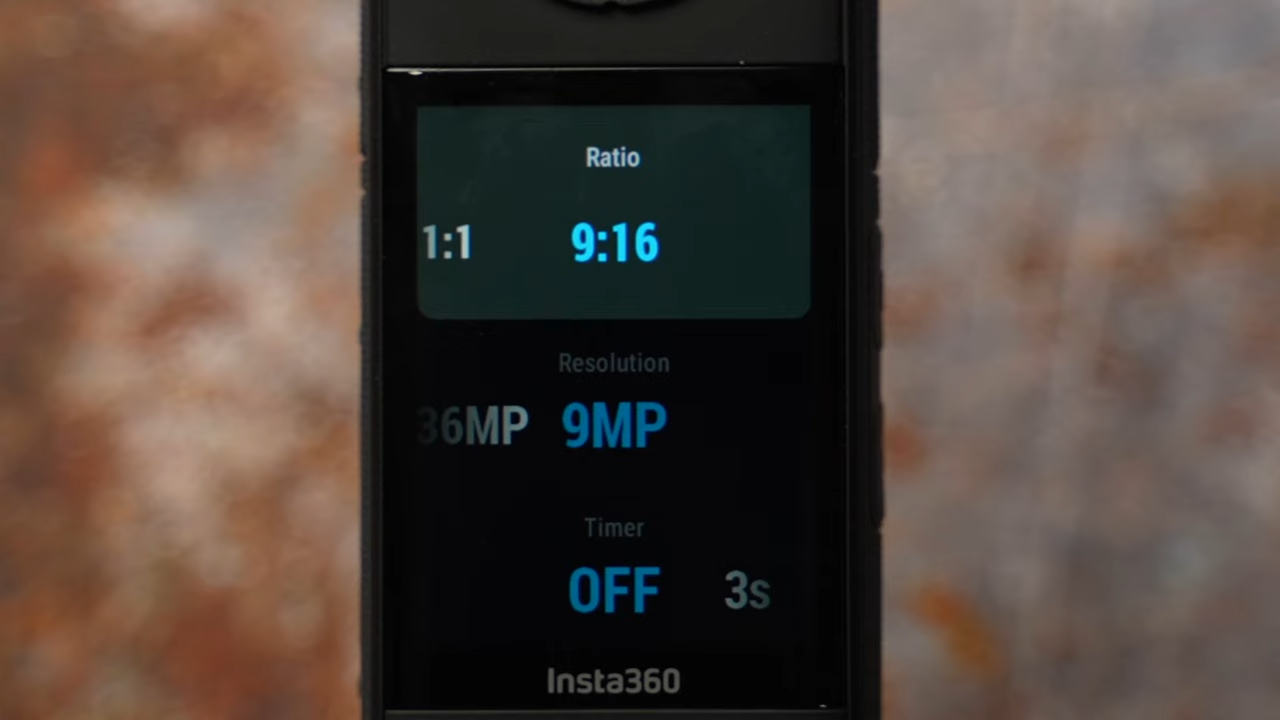 Ratio
1:1 9:16
Resolution
36MP 9MP
Timer
OFF 3s
Insta360